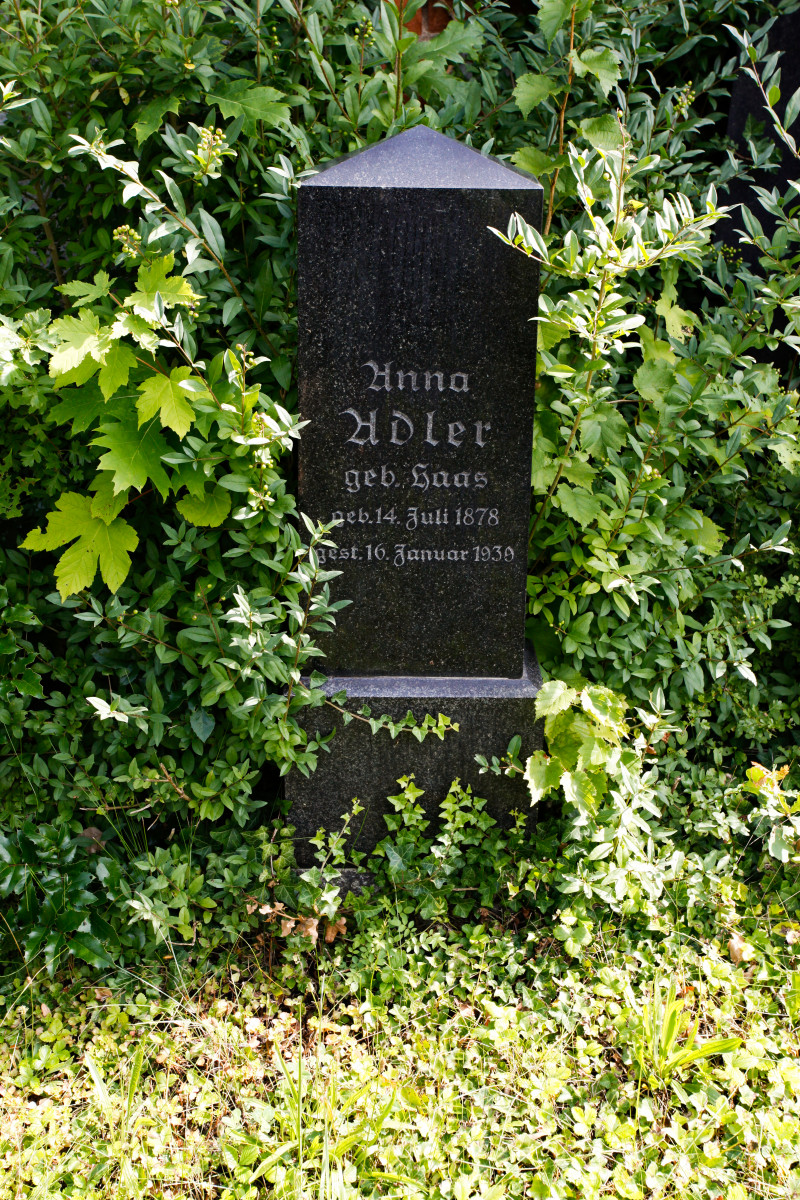 Anna
Adler
geb. Haas
geb. 14. Juli 1878
gest. 16. Januar 1939